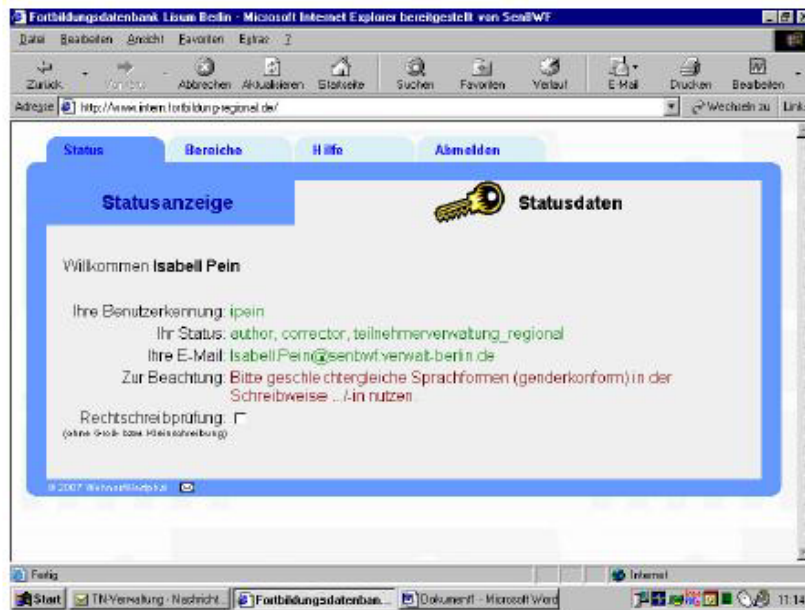 Fortbildungsdatenbank Lisum Berlin - Microsoft Internet Explorer bereitgestellt von SenBWF
Datei Bearbeiten Ansicht Favoriten Extras ?
Zurück Abbrechen Aktualisieren Startseite Suchen Favoriten Verlauf E-Mail Drucken Bearbeiten
Adresse http://www.intern.fortbildung-regional.de/ Wechseln zu Links
Status Bereiche Hilfe Abmelden
Statusanzeige Statusdaten
Willkommen Isabell Pein
Ihre Benutzerkennung: ipein
Ihr Status: author, corrector, teilnehmerverwaltung_regional
Ihre E-Mail: Isabell.Pein@senbwf.verwalt-berlin.de
Zur Beachtung: Bitte geschlechtergleiche Sprachformen (genderkonform) in der
Schreibweise .../-in nutzen.
Rechtschreibprüfung:
(ohne Groß- bzw. Kleinschreibung)
© 2007
Fertig Internet
Start TN-Verwaltung - Nachricht... Fortbildungsdatenban... Dokument1 - Microsoft Word 11:14